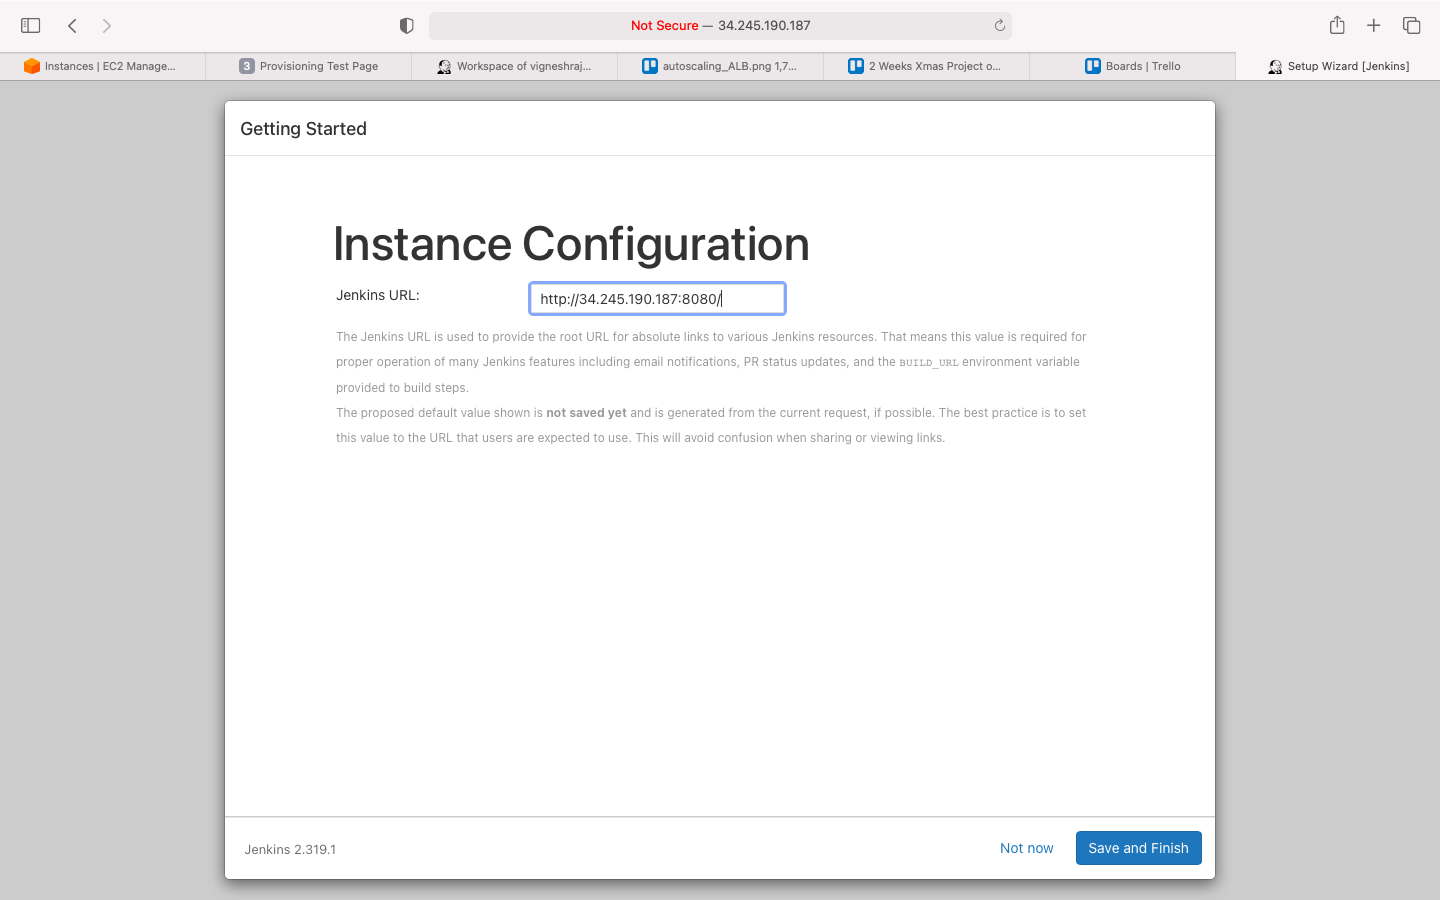 Not Secure — 34.245.190.187
Instances | EC2 Manage...
3 Provisioning Test Page
Workspace of vigneshraj...
autoscaling_ALB.png 1,7...
2 Weeks Xmas Project o...
Boards | Trello
Setup Wizard [Jenkins]
Getting Started
Instance Configuration
Jenkins URL:
http://34.245.190.187:8080/
The Jenkins URL is used to provide the root URL for absolute links to various Jenkins resources. That means this value is required for
proper operation of many Jenkins features including email notifications, PR status updates, and the BUILD_URL environment variable
provided to build steps.
The proposed default value shown is not saved yet and is generated from the current request, if possible. The best practice is to set
this value to the URL that users are expected to use. This will avoid confusion when sharing or viewing links.
Jenkins 2.319.1
Not now
Save and Finish